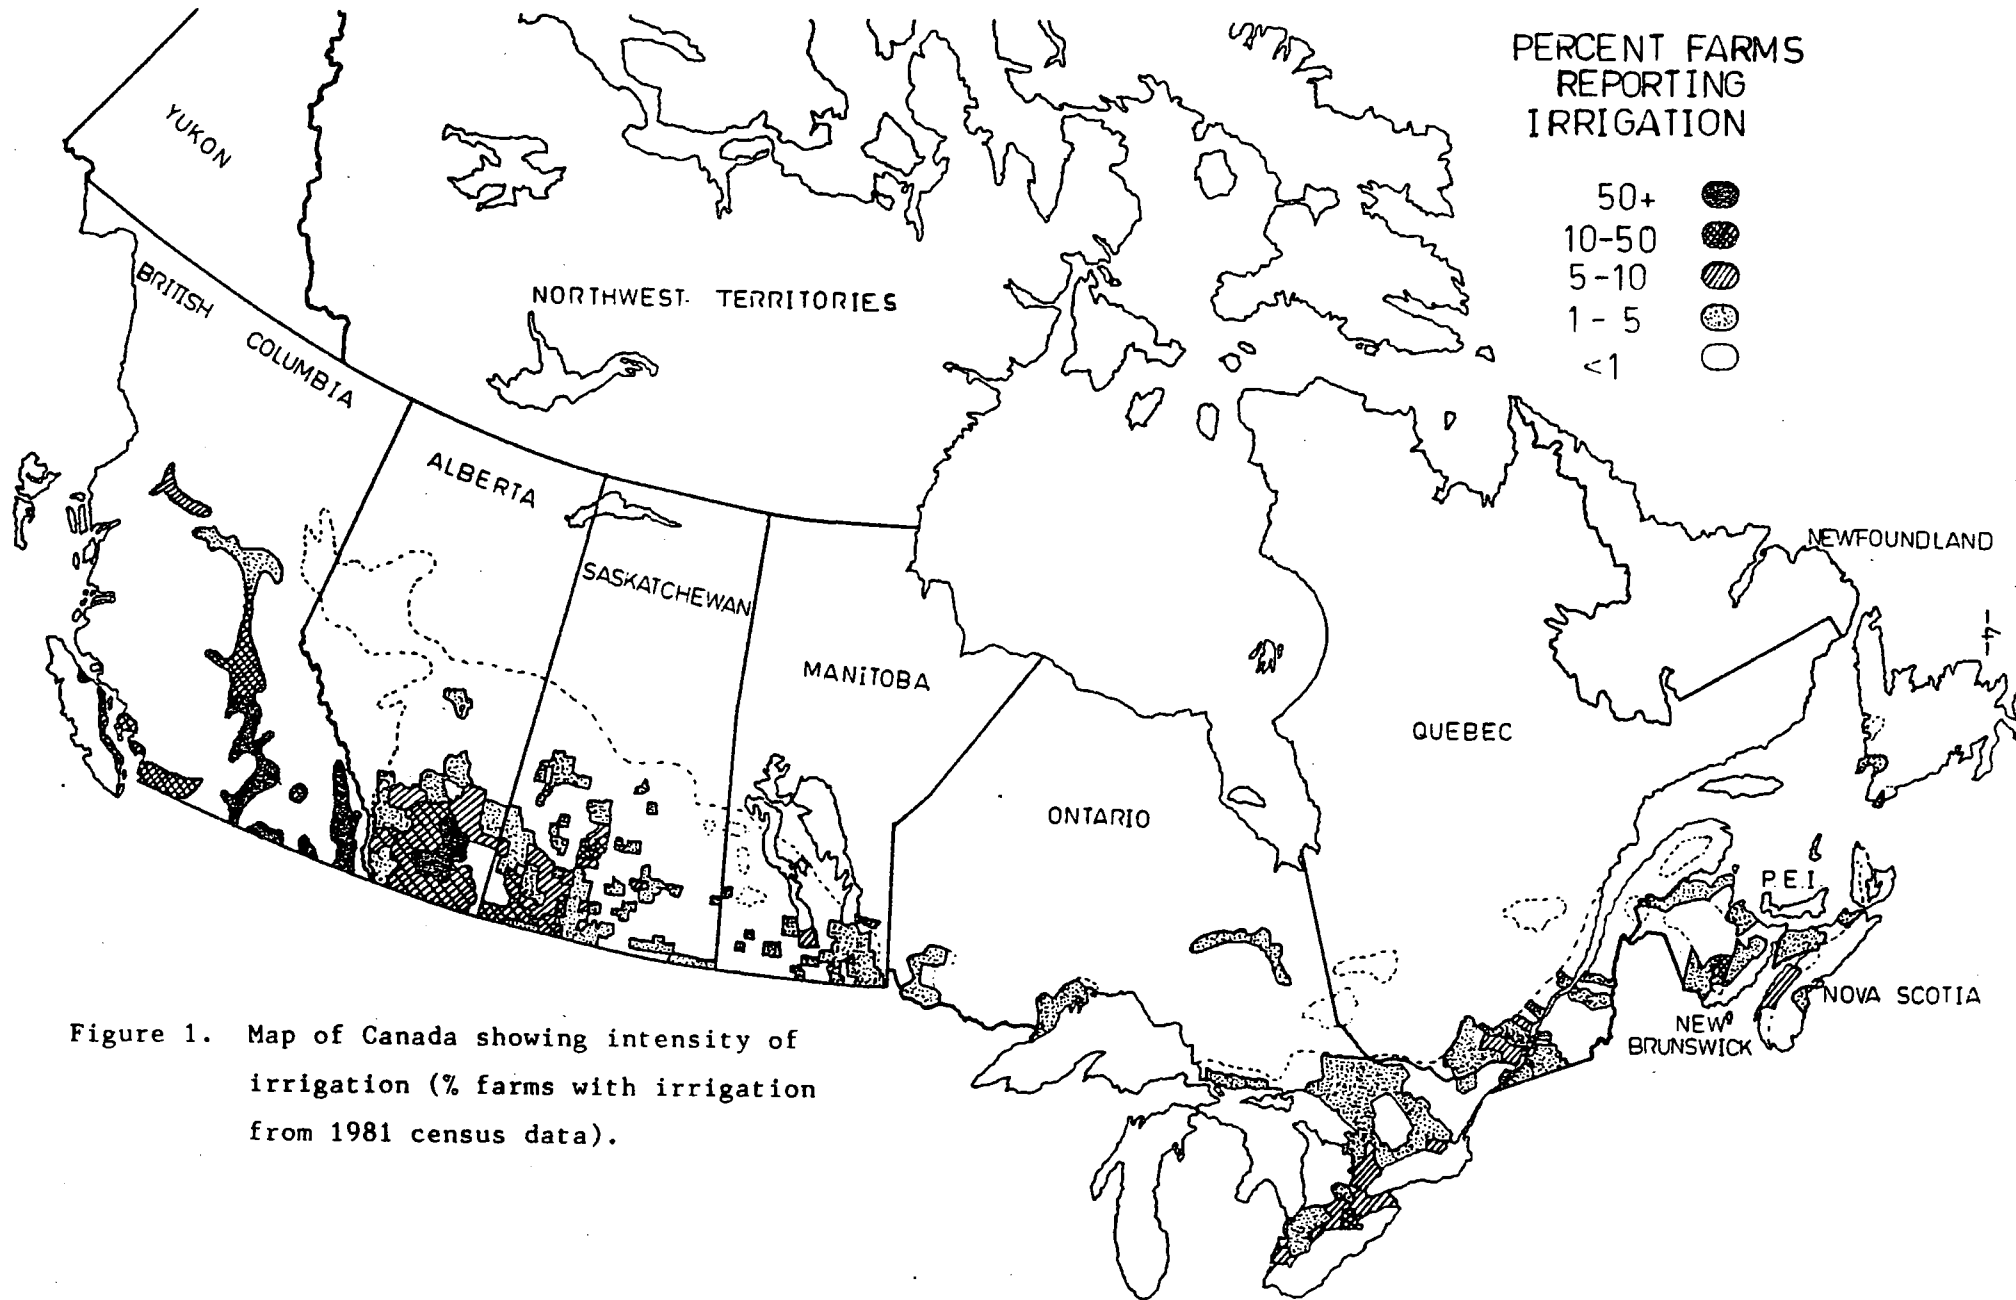 PERCENT FARMS
REPORTING
IRRIGATION
50+
10-50
5-10
1-5
<1
YUKON
BRITISH
COLUMBIA
NORTHWEST TERRITORIES
ALBERTA
SASKATCHEWAN
MANITOBA
ONTARIO
QUEBEC
NEWFOUNDLAND
P.E.I.
NOVA SCOTIA
NEW
BRUNSWICK
-4-
Figure 1. Map of Canada showing intensity of
irrigation (% farms with irrigation
from 1981 census data).